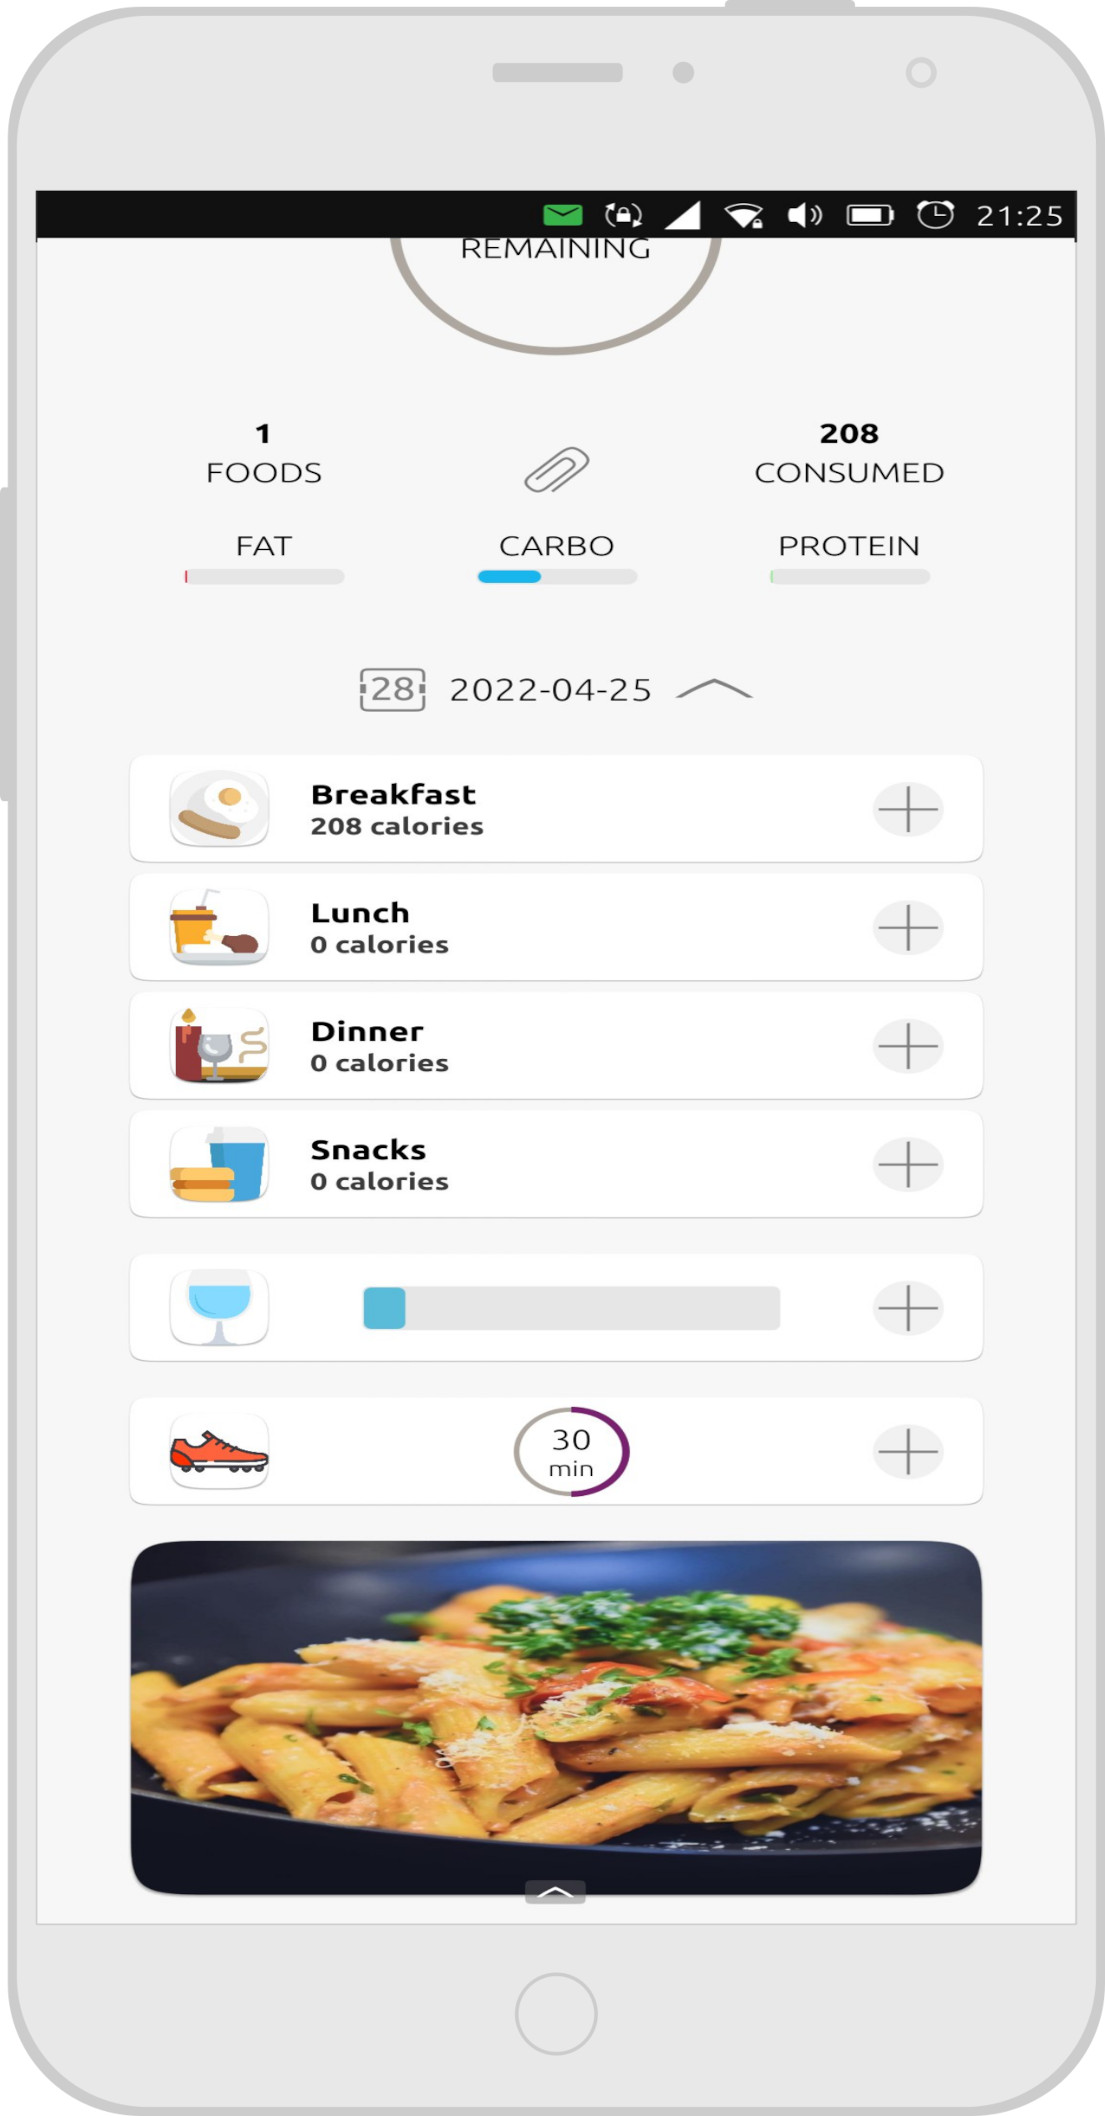 21:25
REMAINING
1
FOODS
208
CONSUMED
FAT
CARBO
PROTEIN
28
2022-04-25
Breakfast
208 calories
Lunch
0 calories
Dinner
0 calories
Snacks
0 calories
30
min